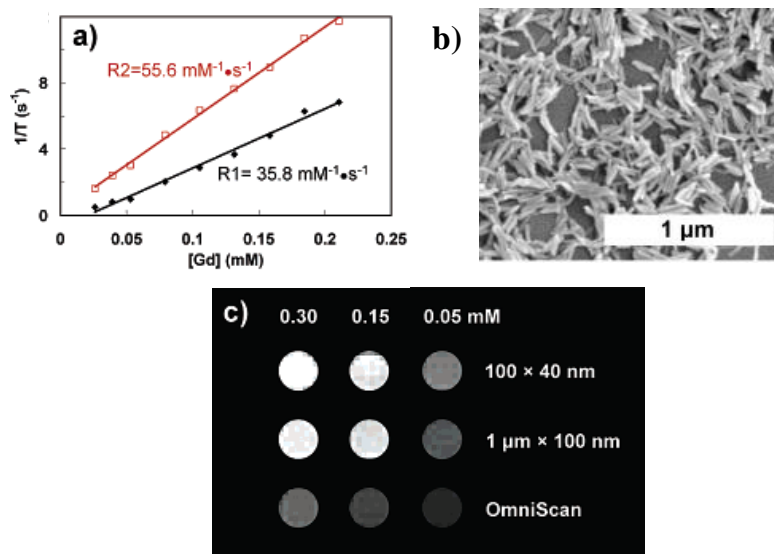 a)
R2=55.6 mM⁻¹•s⁻¹
R1= 35.8 mM⁻¹•s⁻¹
1/T (s⁻¹)
8
4
0
0 0.05 0.1 0.15 0.2 0.25
[Gd] (mM)
b)
1 µm
c) 0.30 0.15 0.05 mM
100 × 40 nm
1 µm × 100 nm
OmniScan